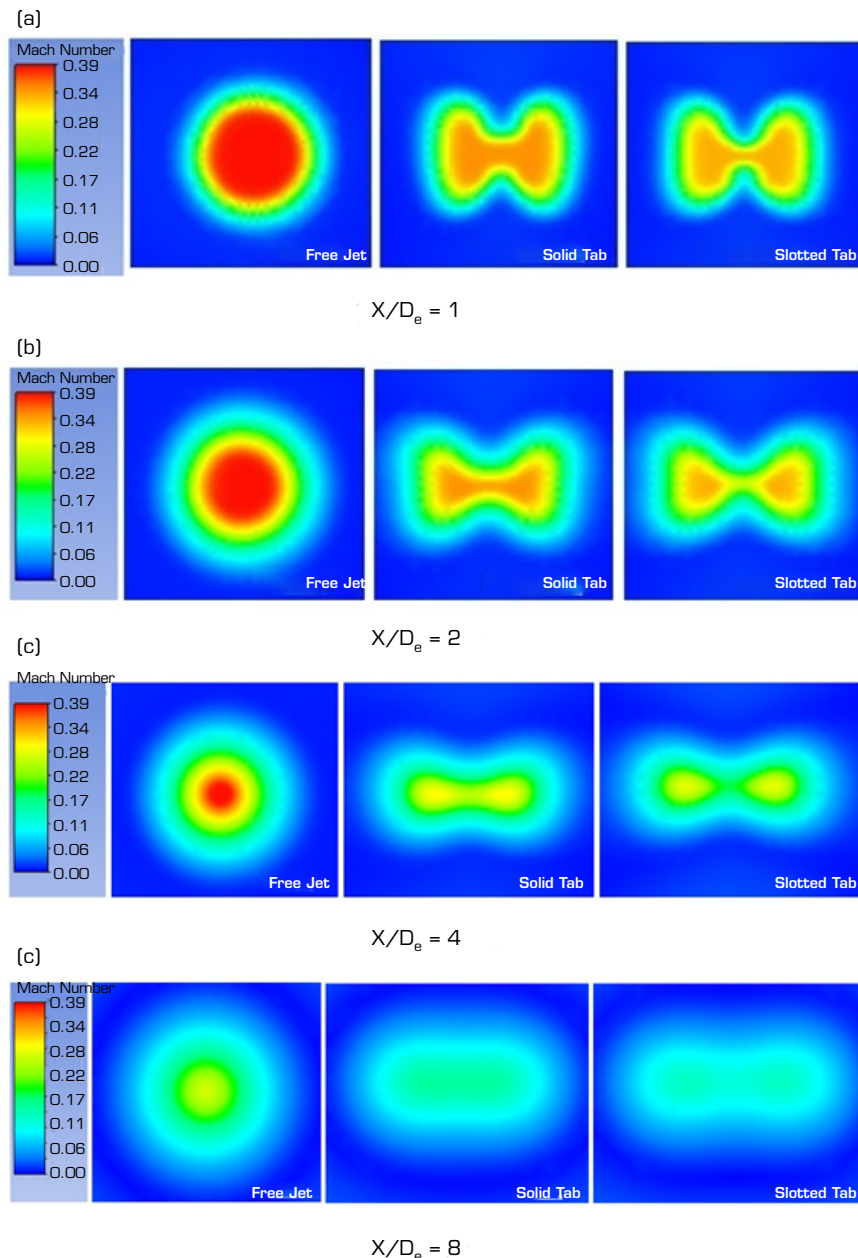 (a)
Mach Number
0.39
0.34
0.28
0.22
0.17
0.11
0.06
0.00
Free Jet
Solid Tab
Slotted Tab
X/Dₑ = 1
(b)
Mach Number
0.39
0.34
0.28
0.22
0.17
0.11
0.06
0.00
Free Jet
Solid Tab
Slotted Tab
X/Dₑ = 2
(c)
Mach Number
0.39
0.34
0.28
0.22
0.17
0.11
0.06
0.00
Free Jet
Solid Tab
Slotted Tab
X/Dₑ = 4
(c)
Mach Number
0.39
0.34
0.28
0.22
0.17
0.11
0.06
0.00
Free Jet
Solid Tab
Slotted Tab
X/Dₑ = 8